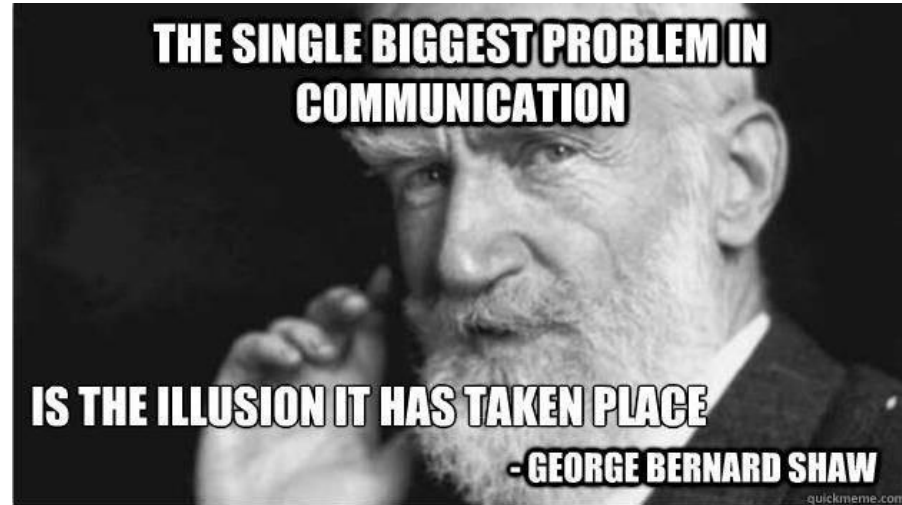 THE SINGLE BIGGEST PROBLEM IN
COMMUNICATION
IS THE ILLUSION IT HAS TAKEN PLACE
- GEORGE BERNARD SHAW
quickmeme.com